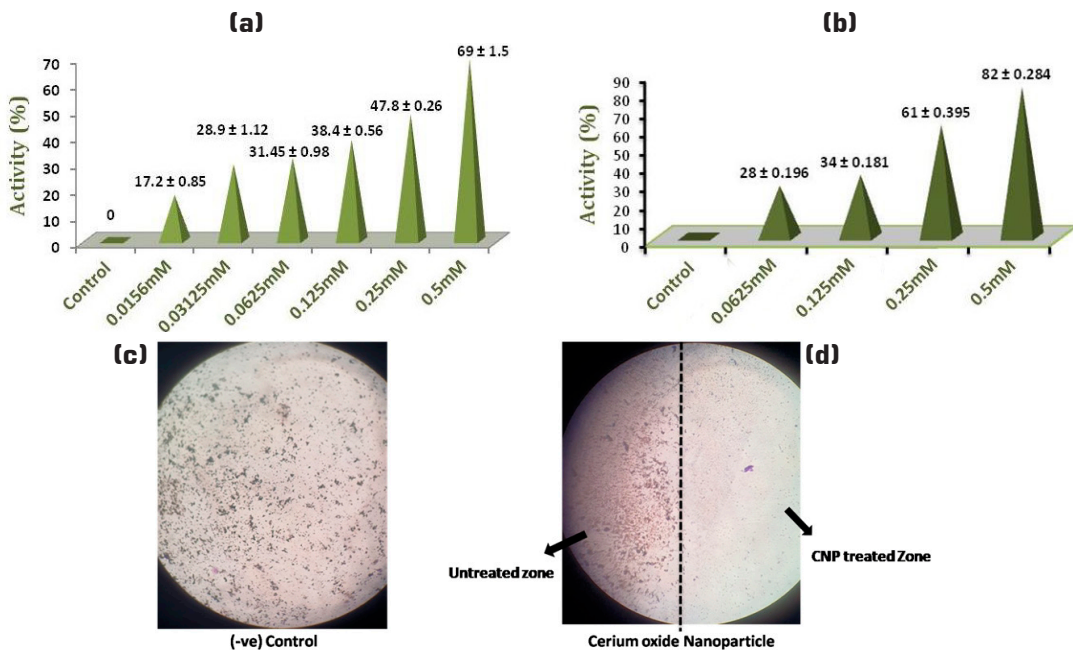 (a)
Activity (%)
70
60
50
40
30
20
10
0
0
17.2 ± 0.85
28.9 ± 1.12
31.45 ± 0.98
38.4 ± 0.56
47.8 ± 0.26
69 ± 1.5
Control
0.0156mM
0.03125mM
0.0625mM
0.125mM
0.25mM
0.5mM
(b)
Activity (%)
90
80
70
60
50
40
30
20
10
0
28 ± 0.196
34 ± 0.181
61 ± 0.395
82 ± 0.284
Control
0.0625mM
0.125mM
0.25mM
0.5mM
(c)
(-ve) Control
(d)
Untreated zone
CNP treated Zone
Cerium oxide Nanoparticle